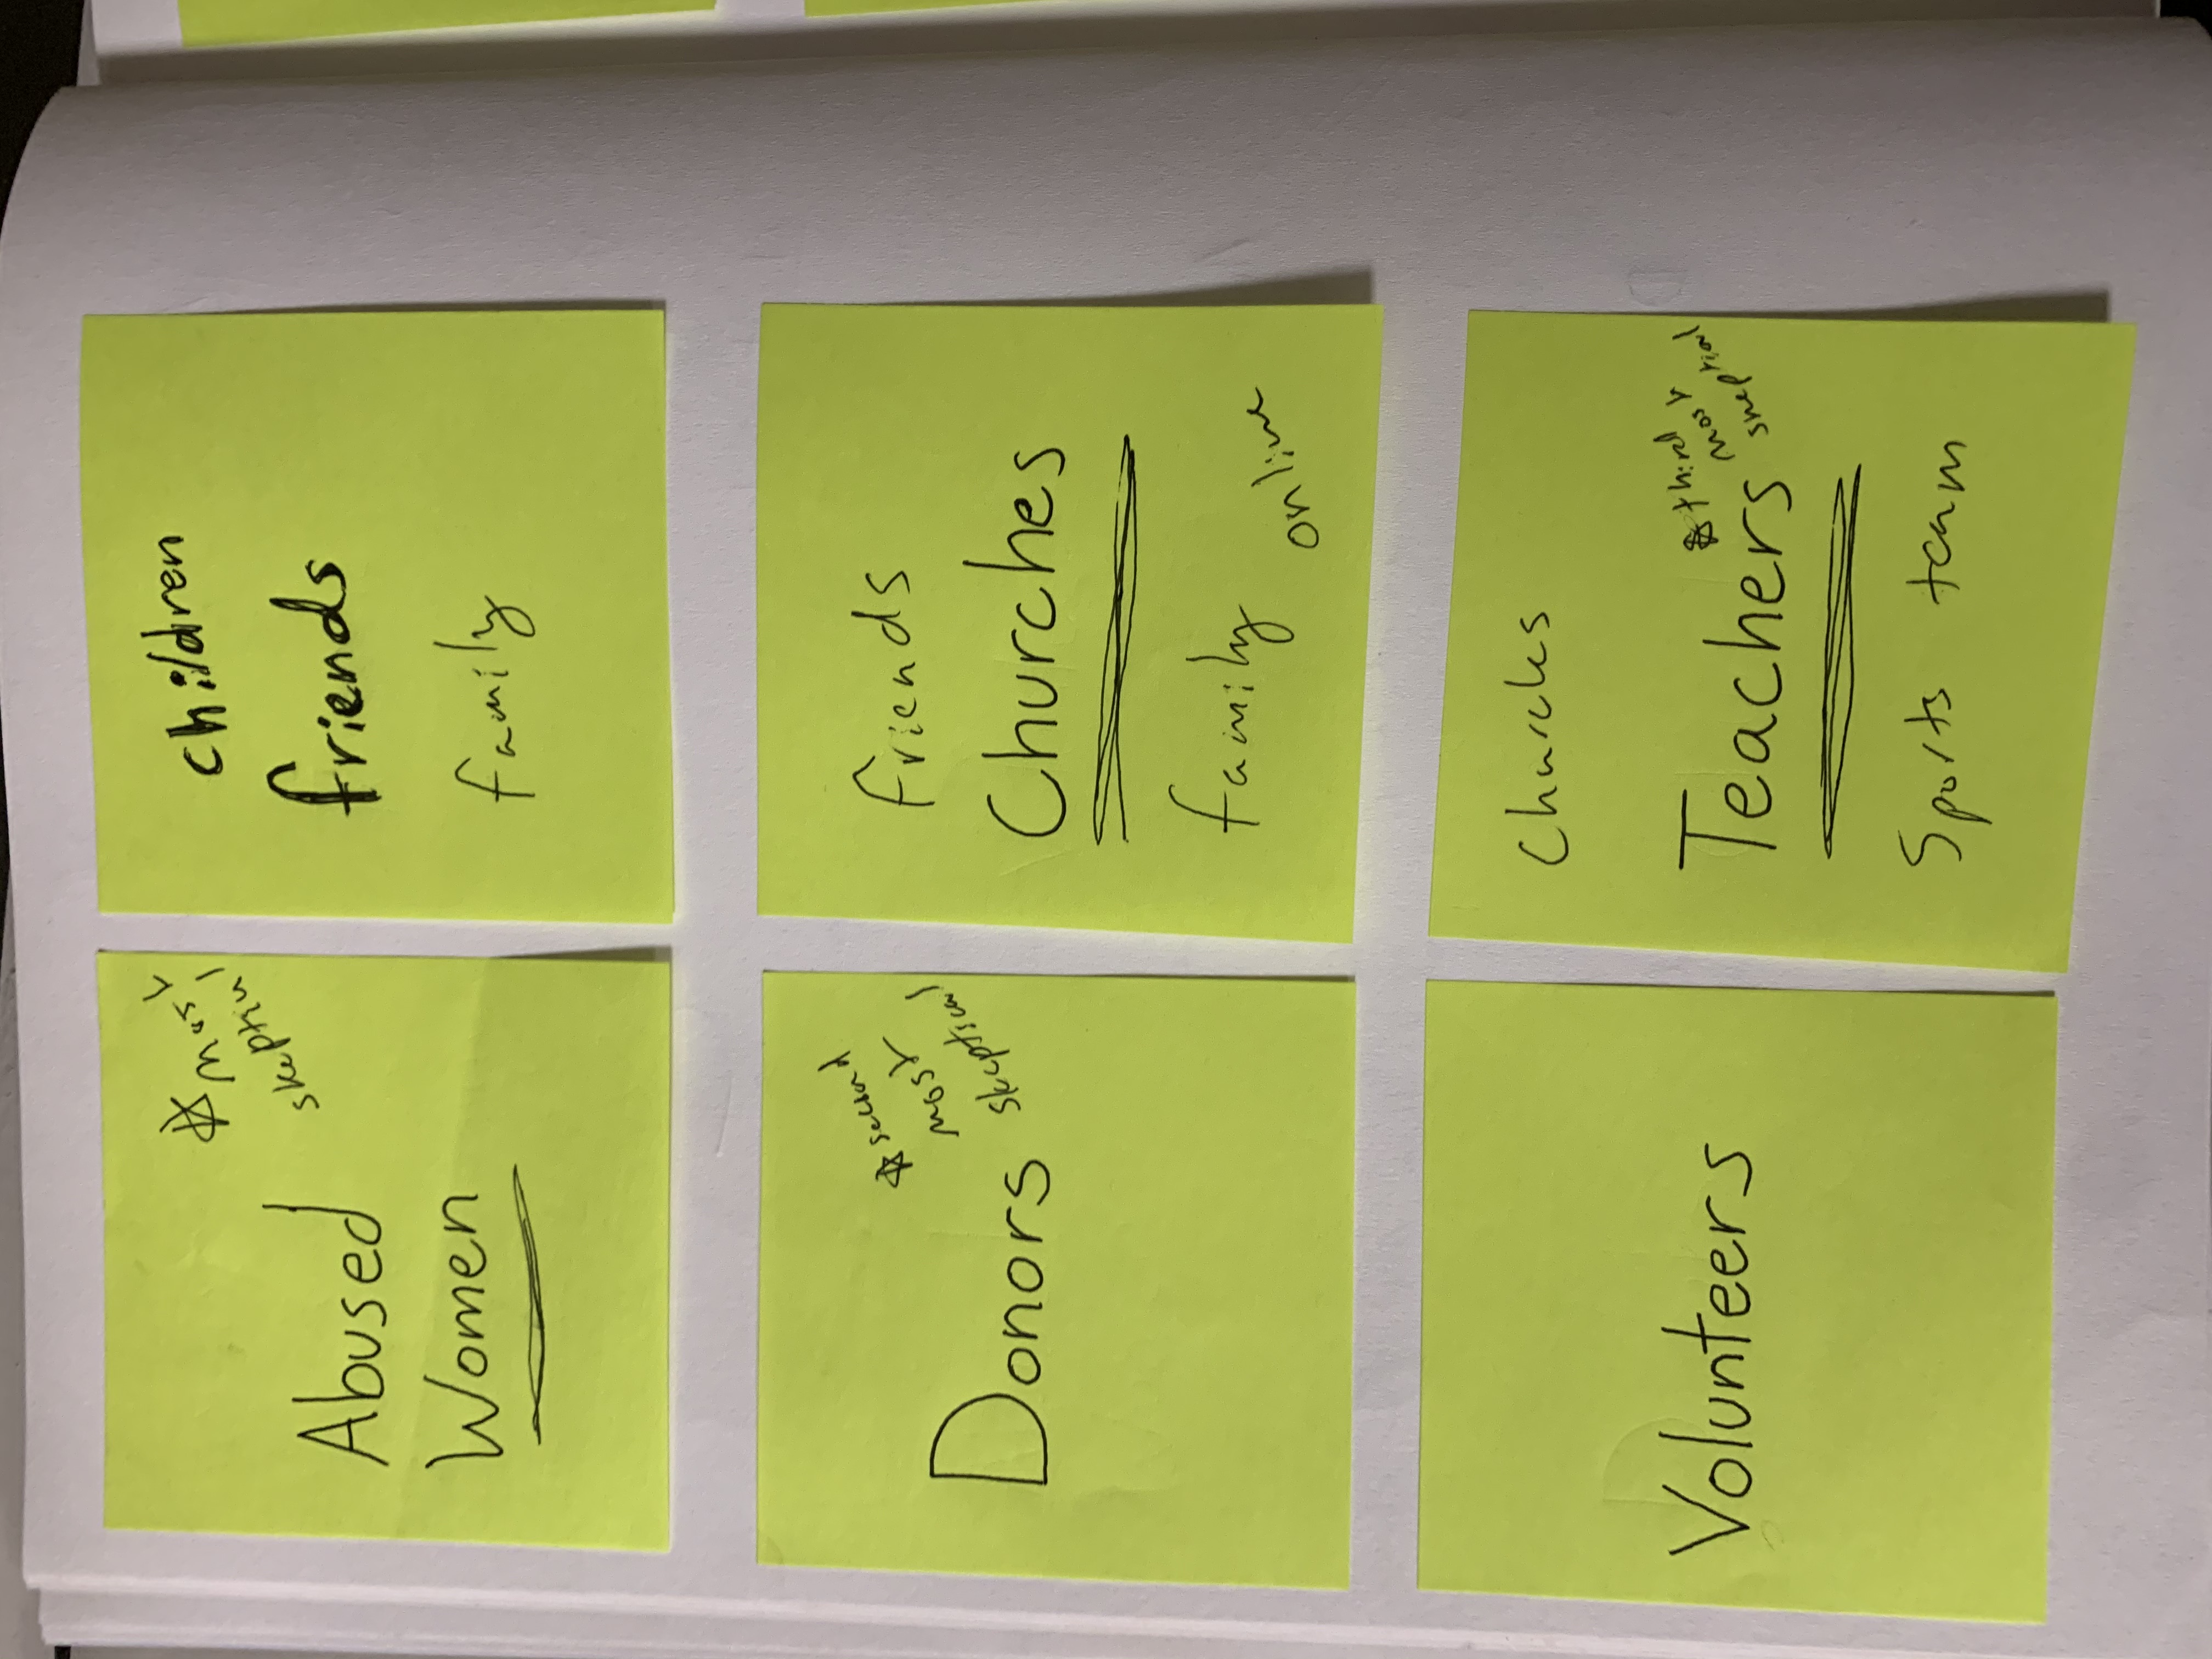 ☆ most
skeptical
Abused
Women
children
friends
family
☆ second
most
skeptical
Donors
friends
Churches
family
online
Volunteers
Churches
☆ third
most
skeptical
Teachers
Sports team